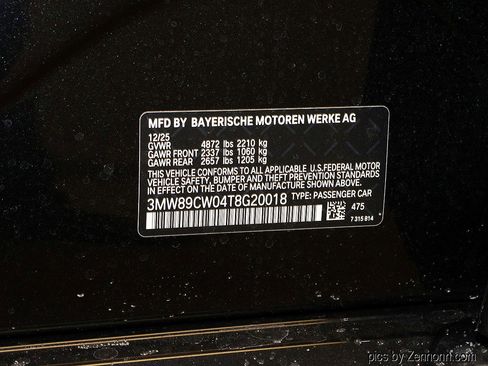 MFD BY BAYERISCHE MOTOREN WERKE AG
12/25
GVWR 4872 lbs 2210 kg
GAWR FRONT 2337 lbs 1060 kg
GAWR REAR 2657 lbs 1205 kg
THIS VEHICLE CONFORMS TO ALL APPLICABLE U.S.FEDERAL MOTOR
VEHICLE SAFETY, BUMPER AND THEFT PREVENTION STANDARDS
IN EFFECT ON THE DATE OF MANUFACTURE SHOWN ABOVE.
3MW89CW04T8G20018 TYPE: PASSENGER CAR
475
7 315 814
pics by Zennonn.com